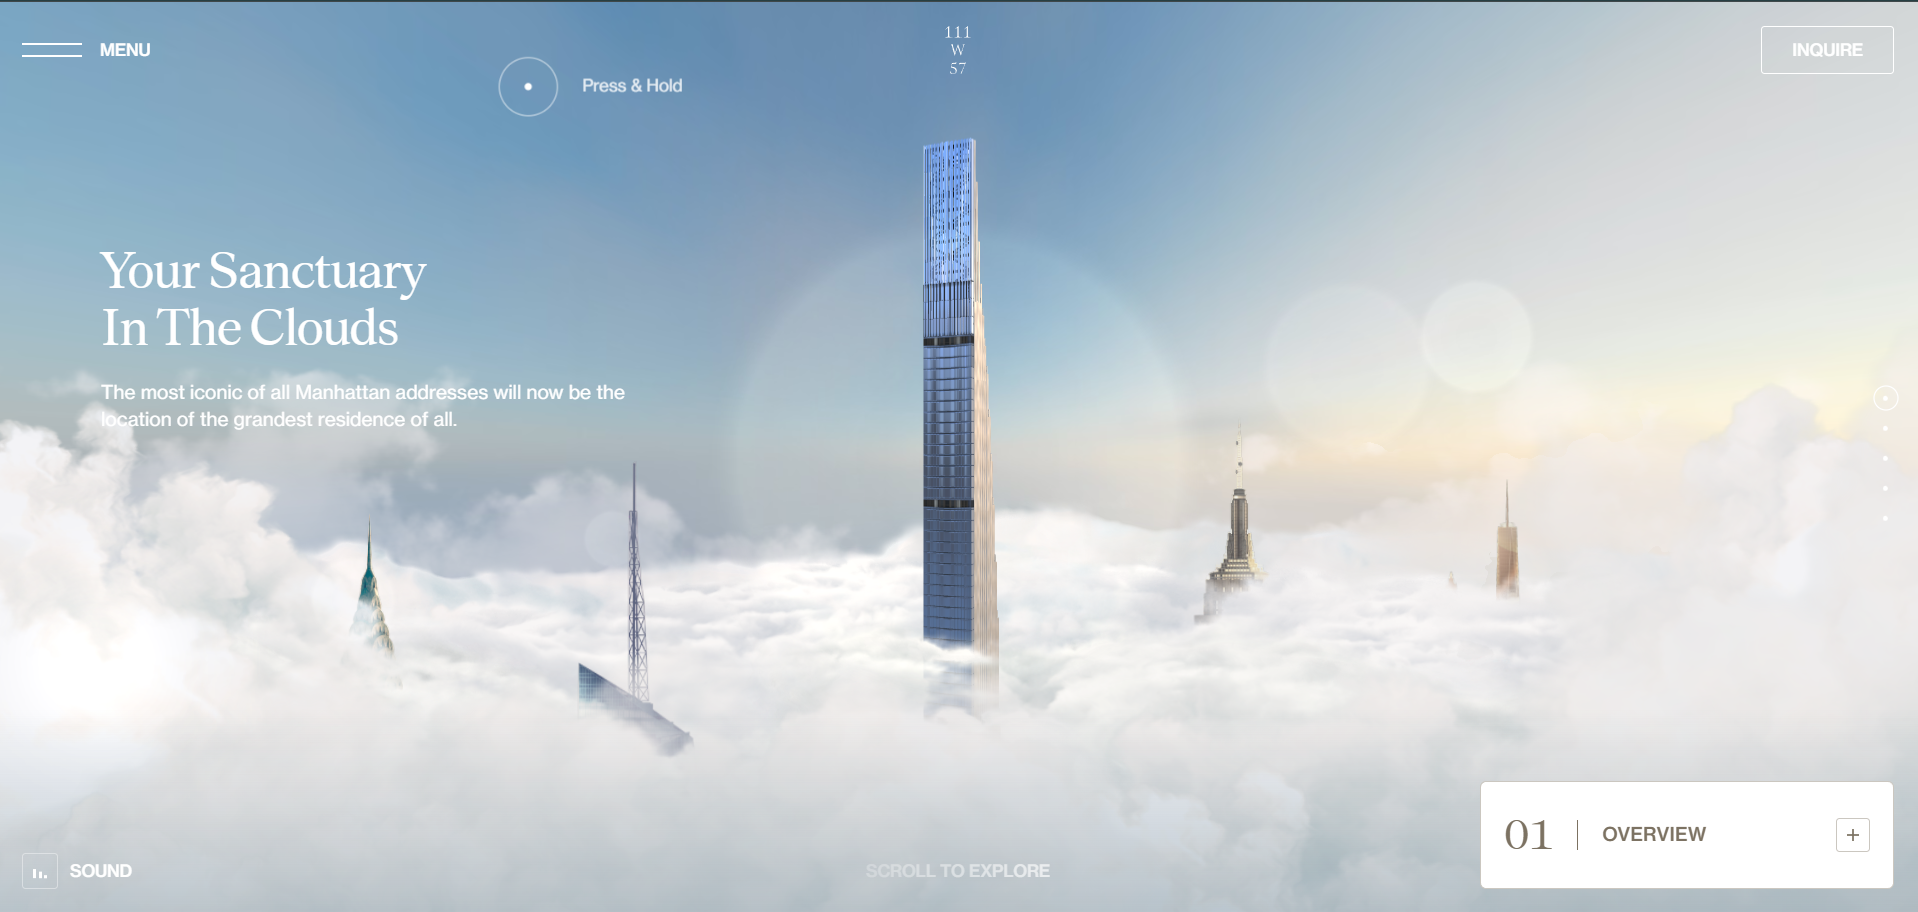 MENU
Press & Hold
111
W
57
INQUIRE
Your Sanctuary
In The Clouds
The most iconic of all Manhattan addresses will now be the
location of the grandest residence of all.
SOUND
SCROLL TO EXPLORE
01
OVERVIEW